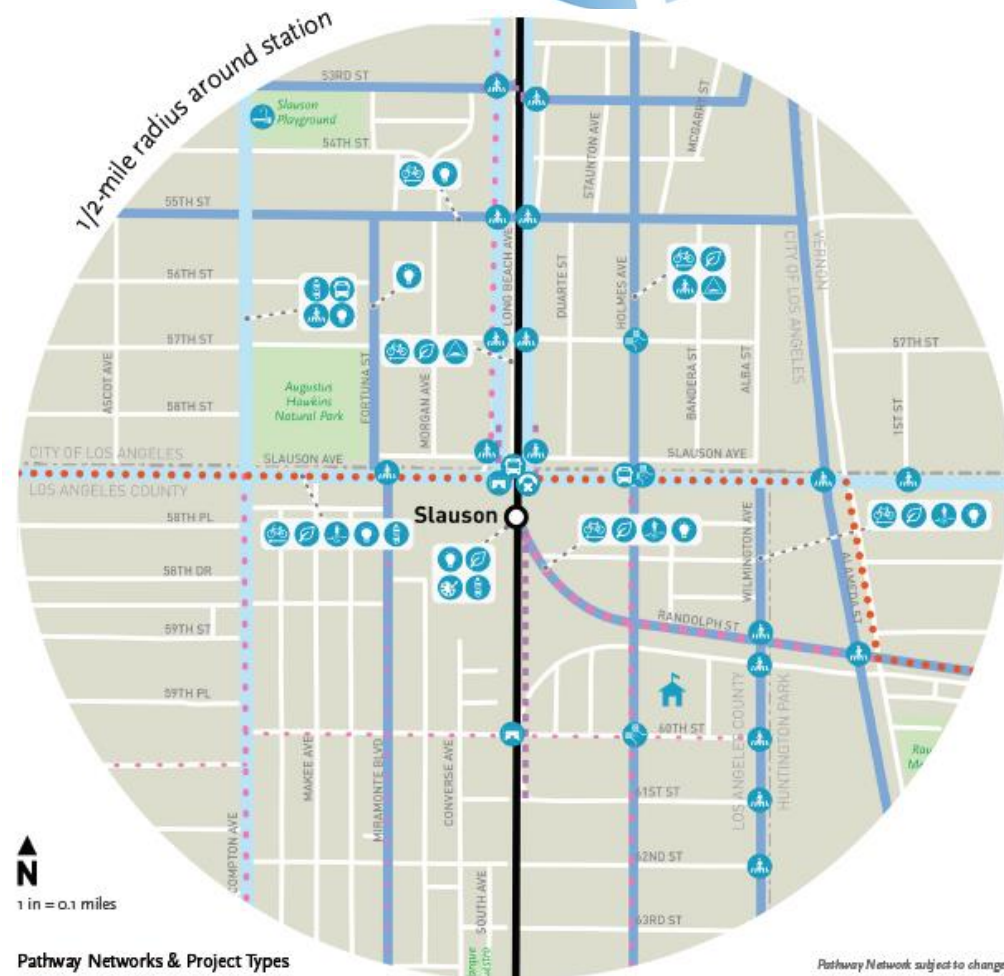 1/2-mile radius around station
53RD ST
Slauson
Playground
54TH ST
STAUNTON AVE
MCGARRY ST
55TH ST
LONG BEACH AVE
CITY OF LOS ANGELES
VERNON
56TH ST
DUARTE ST
HOLMES AVE
57TH ST
57TH ST
ASCOT AVE
Augustus
Hawkins
Natural Park
FORTUNA ST
MORGAN AVE
BANDERA ST
ALBA ST
1ST ST
58TH ST
CITY OF LOS ANGELES
SLAUSON AVE
SLAUSON AVE
LOS ANGELES COUNTY
58TH PL
Slauson
WILMINGTON AVE
ALAMEDA ST
58TH DR
RANDOLPH ST
59TH ST
59TH PL
60TH ST
LOS ANGELES COUNTY
HUNTINGTON PARK
MAKEE AVE
MIRAMONTE BLVD
CONVERSE AVE
61ST ST
COMPTON AVE
62ND ST
SOUTH AVE
63RD ST
N
1 in = 0.1 miles
Pathway Networks & Project Types
Pathway Network subject to change